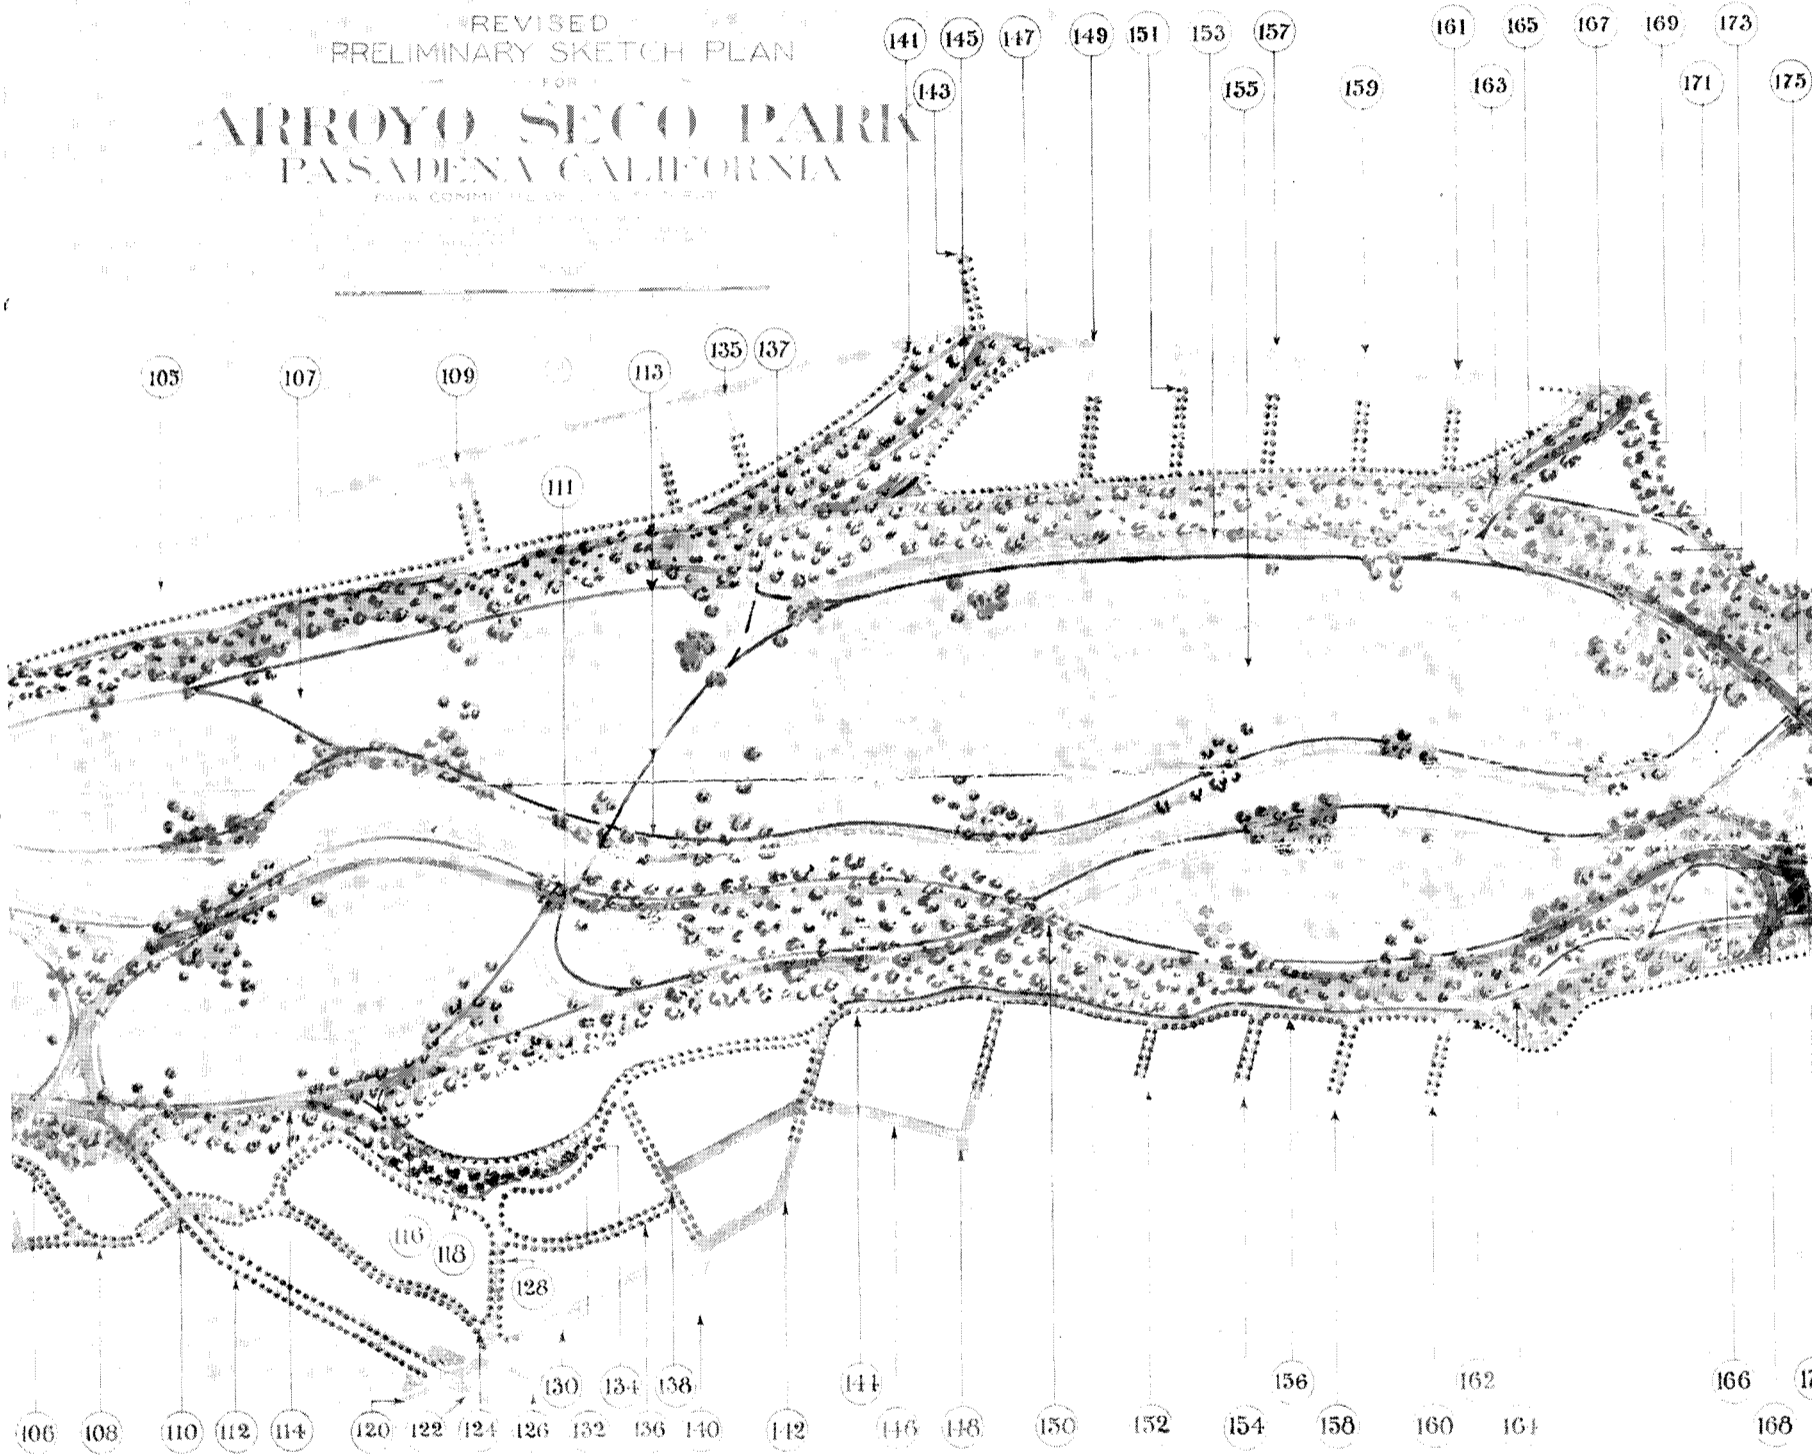 REVISED
PRELIMINARY SKETCH PLAN
FOR
ARROYO SECO PARK
PASADENA CALIFORNIA
141 145 147 149 151 153 157 161 165 167 169 173
143 155 159 163 171 175
105 107 109 113 135 137
111
116 118
128
130 134 138 144 156 162 166
106 108 110 112 114 120 122 124 126 132 136 140 142 146 148 150 152 154 158 160 164 168